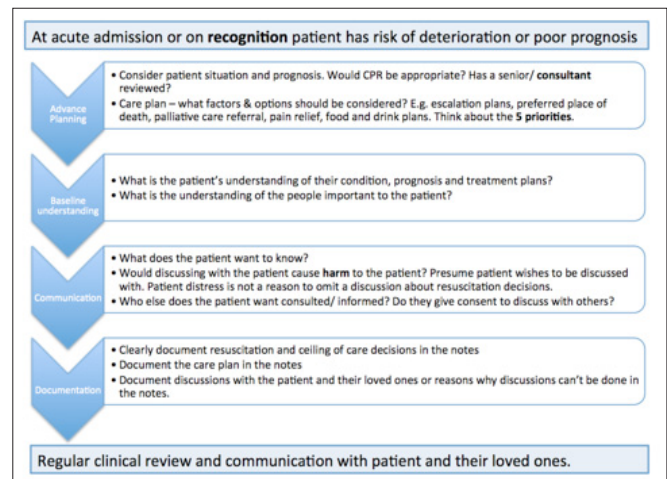 At acute admission or on recognition patient has risk of deterioration or poor prognosis
Advance
Planning
• Consider patient situation and prognosis. Would CPR be appropriate? Has a senior/ consultant
reviewed?
• Care plan – what factors & options should be considered? E.g. escalation plans, preferred place of
death, palliative care referral, pain relief, food and drink plans. Think about the 5 priorities.
Baseline
understanding
• What is the patient's understanding of their condition, prognosis and treatment plans?
• What is the understanding of the people important to the patient?
Communication
• What does the patient want to know?
• Would discussing with the patient cause harm to the patient? Presume patient wishes to be discussed
with. Patient distress is not a reason to omit a discussion about resuscitation decisions.
• Who else does the patient want consulted/ informed? Do they give consent to discuss with others?
Documentation
• Clearly document resuscitation and ceiling of care decisions in the notes
• Document the care plan in the notes
• Document discussions with the patient and their loved ones or reasons why discussions can't be done in
the notes.
Regular clinical review and communication with patient and their loved ones.